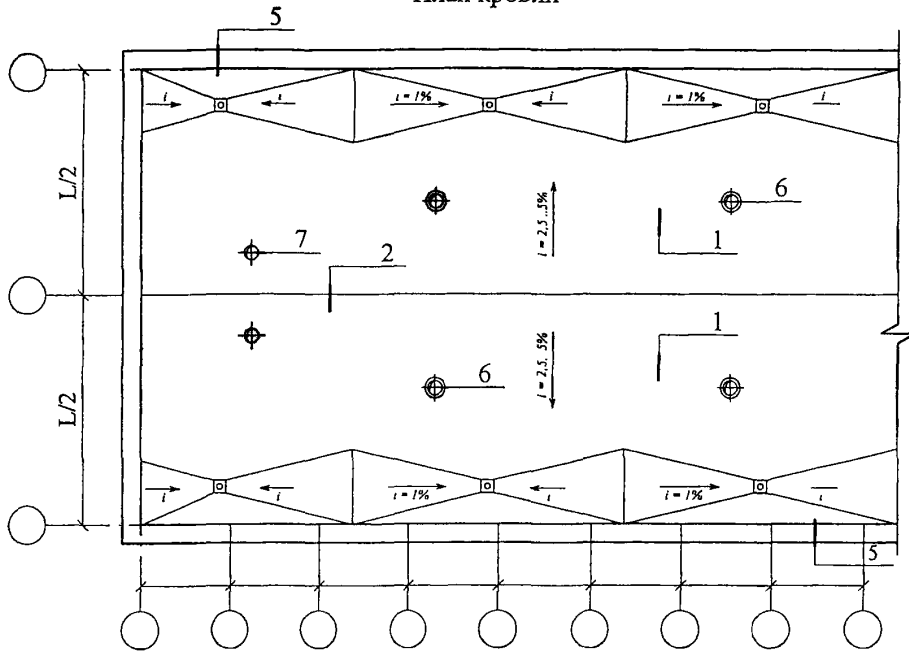 План кровли
5
i
i
i = 1%
i
i = 1%
i
L/2
6
i = 2,5...5%
7
2
1
1
L/2
6
i = 2,5...5%
i
i
i = 1%
i
i = 1%
i
5